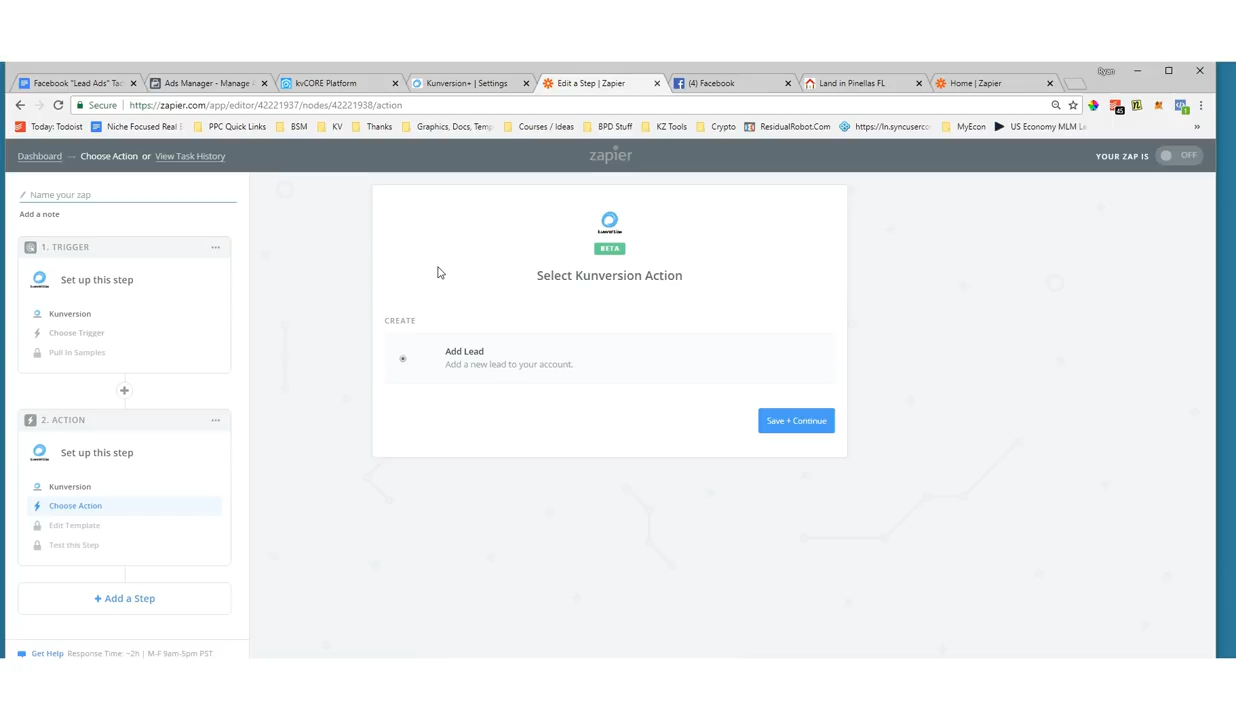 Facebook "Lead Ads" Tac
Ads Manager - Manage A
kvCORE Platform
Kunversion+ | Settings
Edit a Step | Zapier
(4) Facebook
Land in Pinellas FL
Home | Zapier
Ryan
Secure
https://zapier.com/app/editor/42221937/nodes/42221938/action
45
1
Today: Todoist
Niche Focused Real E
PPC Quick Links
BSM
KV
Thanks
Graphics, Docs, Temp
Courses / Ideas
BPD Stuff
KZ Tools
Crypto
ResidualRobot.Com
https://ln.syncuserco
MyEcon
US Economy MLM Le
»
Dashboard → Choose Action or View Task History
zapier
YOUR ZAP IS OFF
Name your zap
Add a note
1. TRIGGER
Set up this step
Kunversion
Choose Trigger
Pull In Samples
2. ACTION
Set up this step
Kunversion
Choose Action
Edit Template
Test this Step
+ Add a Step
Get Help Response Time: ~2h | M-F 9am-5pm PST
BETA
Select Kunversion Action
CREATE
Add Lead
Add a new lead to your account.
Save + Continue